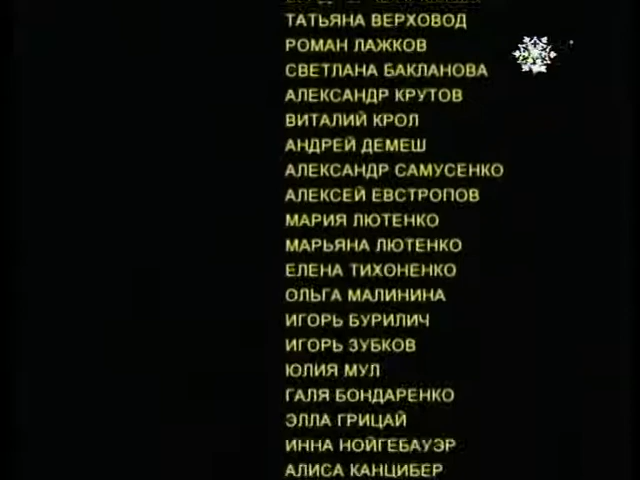 ТАТЬЯНА ВЕРХОВОД
РОМАН ЛАЖКОВ
СВЕТЛАНА БАКЛАНОВА
АЛЕКСАНДР КРУТОВ
ВИТАЛИЙ КРОЛ
АНДРЕЙ ДЕМЕШ
АЛЕКСАНДР САМУСЕНКО
АЛЕКСЕЙ ЕВСТРОПОВ
МАРИЯ ЛЮТЕНКО
МАРЬЯНА ЛЮТЕНКО
ЕЛЕНА ТИХОНЕНКО
ОЛЬГА МАЛИНИНА
ИГОРЬ БУРИЛИЧ
ИГОРЬ ЗУБКОВ
ЮЛИЯ МУЛ
ГАЛЯ БОНДАРЕНКО
ЭЛЛА ГРИЦАЙ
ИННА НОЙГЕБАУЭР
АЛИСА КАНЦИБЕР